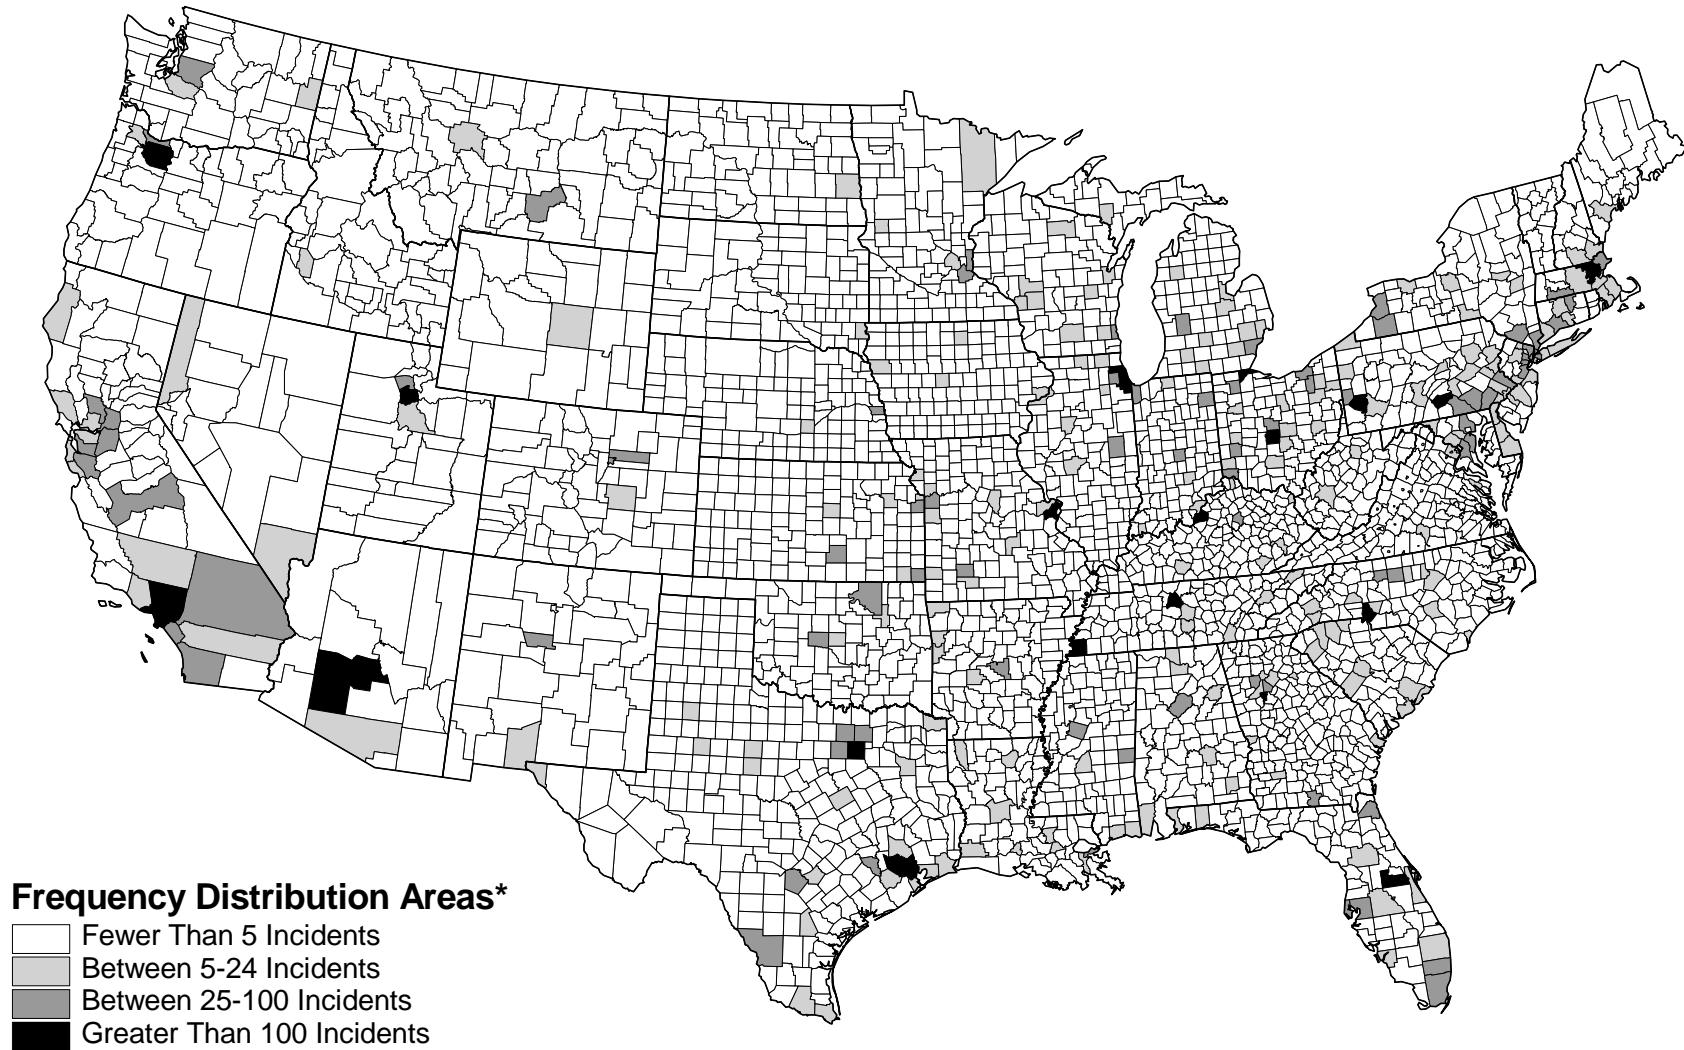 Frequency Distribution Areas*
Fewer Than 5 Incidents
Between 5-24 Incidents
Between 25-100 Incidents
Greater Than 100 Incidents